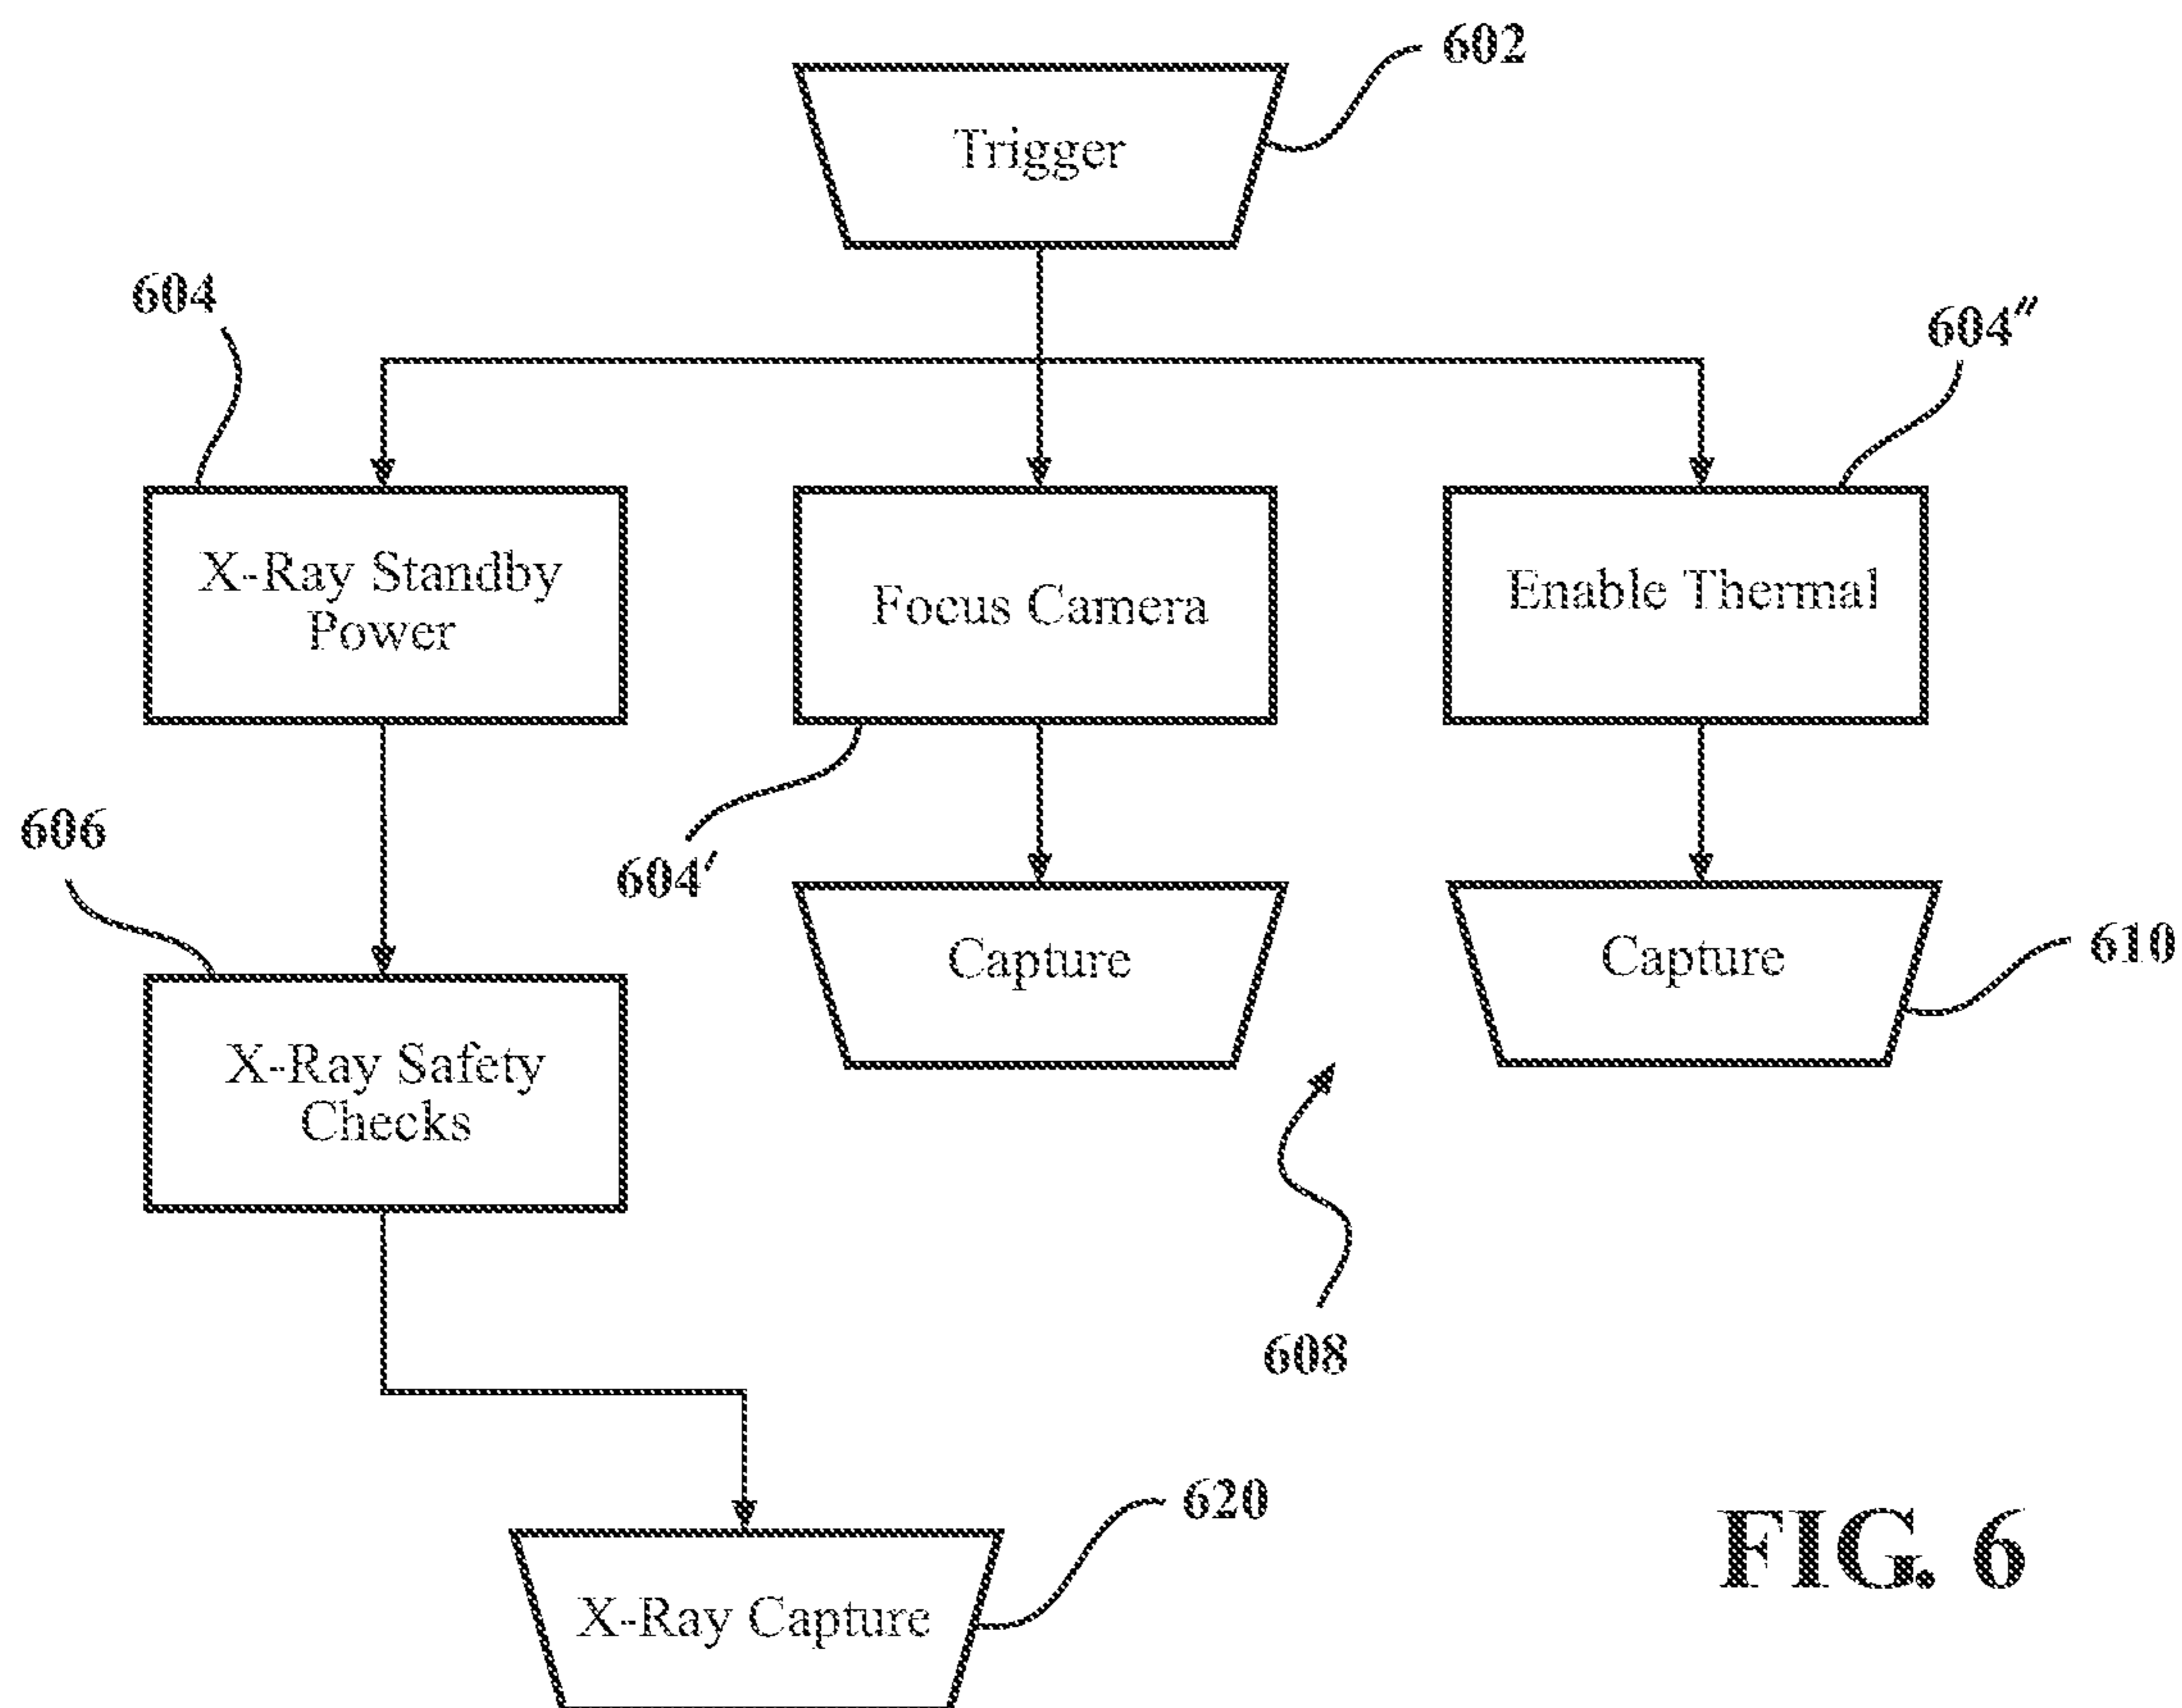 602
Trigger
604
604″
X-Ray Standby
Power
Focus Camera
Enable Thermal
606
604′
Capture
Capture
610
X-Ray Safety
Checks
608
620
X-Ray Capture
FIG. 6